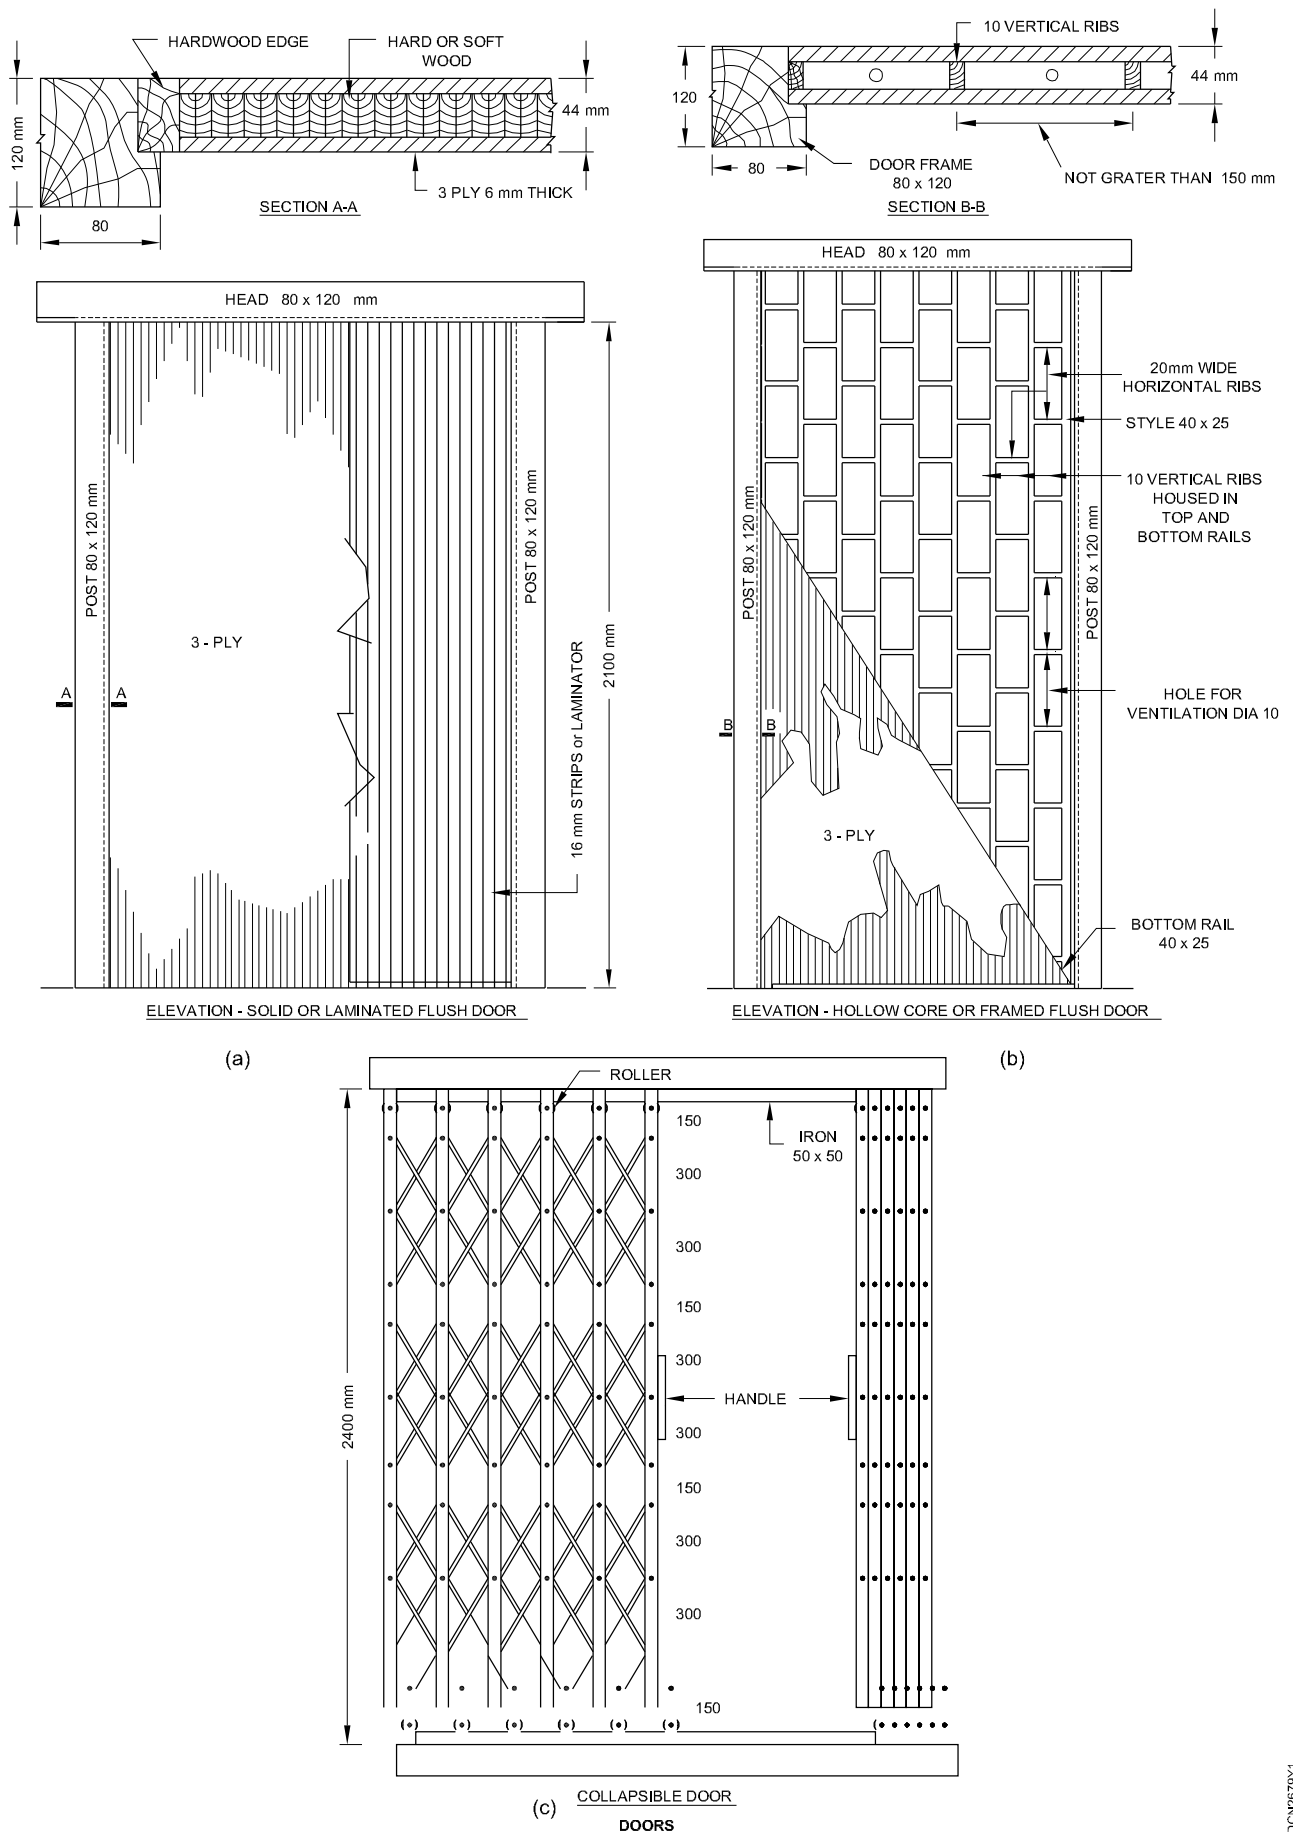 HARDWOOD EDGE
HARD OR SOFT
WOOD
120 mm
44 mm
3 PLY 6 mm THICK
80
SECTION A-A
10 VERTICAL RIBS
120
44 mm
80
DOOR FRAME
80 x 120
NOT GRATER THAN 150 mm
SECTION B-B
HEAD 80 x 120 mm
POST 80 x 120 mm
3 - PLY
POST 80 x 120 mm
A
A
16 mm STRIPS or LAMINATOR
2100 mm
ELEVATION - SOLID OR LAMINATED FLUSH DOOR
(a)
HEAD 80 x 120 mm
20mm WIDE
HORIZONTAL RIBS
STYLE 40 x 25
10 VERTICAL RIBS
HOUSED IN
TOP AND
BOTTOM RAILS
POST 80 x 120 mm
POST 80 x 120 mm
B
B
HOLE FOR
VENTILATION DIA 10
3 - PLY
BOTTOM RAIL
40 x 25
ELEVATION - HOLLOW CORE OR FRAMED FLUSH DOOR
(b)
ROLLER
150
IRON
50 x 50
300
300
150
300
HANDLE
2400 mm
300
150
300
300
150
COLLAPSIBLE DOOR
(c)
DOORS